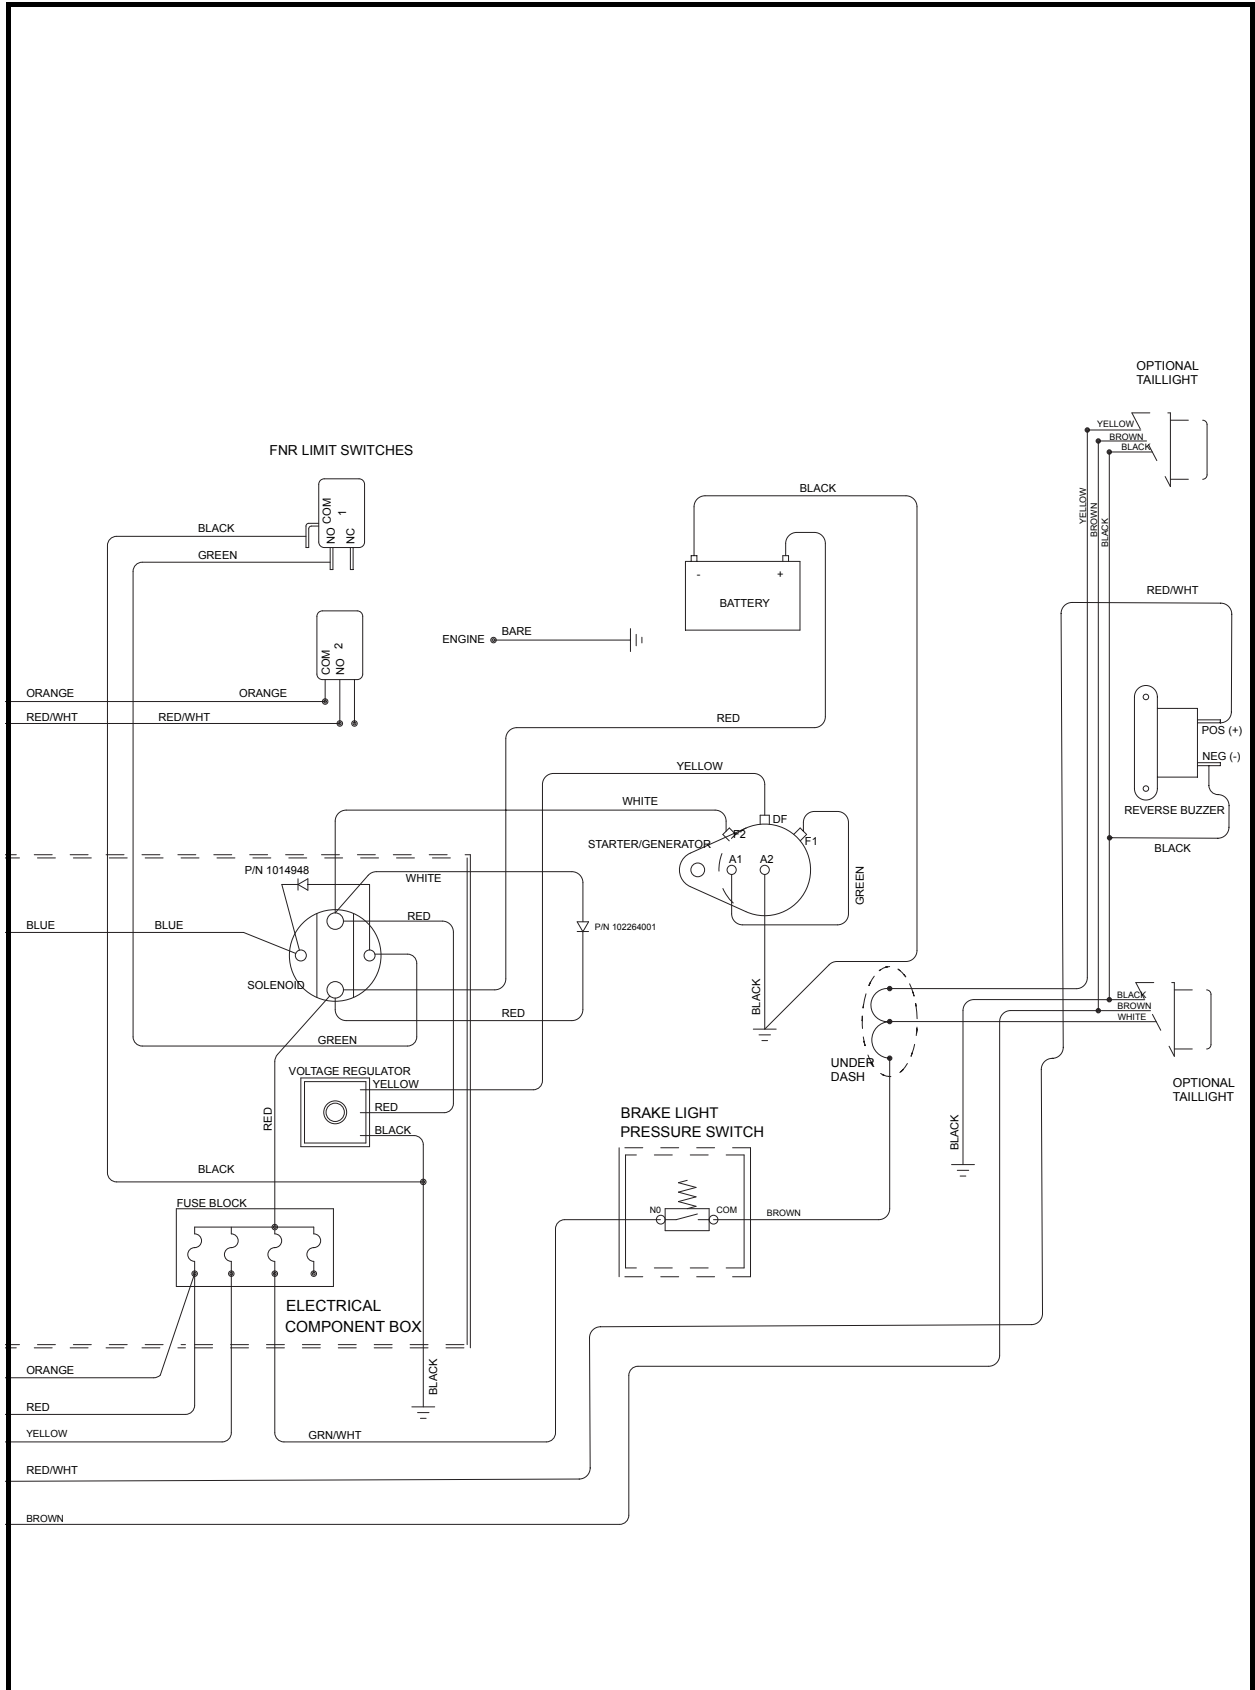 OPTIONAL
TAILLIGHT
YELLOW
BROWN
BLACK
FNR LIMIT SWITCHES
BLACK
YELLOW
BROWN
BLACK
COM
1
NO
NC
BLACK
GREEN
- +
BATTERY
RED/WHT
ENGINE
BARE
COM
NO
2
ORANGE
ORANGE
RED/WHT
RED/WHT
RED
POS (+)
NEG (-)
REVERSE BUZZER
YELLOW
WHITE
DF
F2
F1
STARTER/GENERATOR
A1
A2
GREEN
BLACK
P/N 1014948
WHITE
RED
BLUE
BLUE
P/N 102264001
SOLENOID
BLACK
RED
GREEN
BLACK
BROWN
WHITE
UNDER
DASH
OPTIONAL
TAILLIGHT
VOLTAGE REGULATOR
YELLOW
RED
RED
BLACK
BRAKE LIGHT
PRESSURE SWITCH
BLACK
BLACK
FUSE BLOCK
N0
COM
BROWN
ELECTRICAL
COMPONENT BOX
ORANGE
BLACK
RED
YELLOW
GRN/WHT
RED/WHT
BROWN